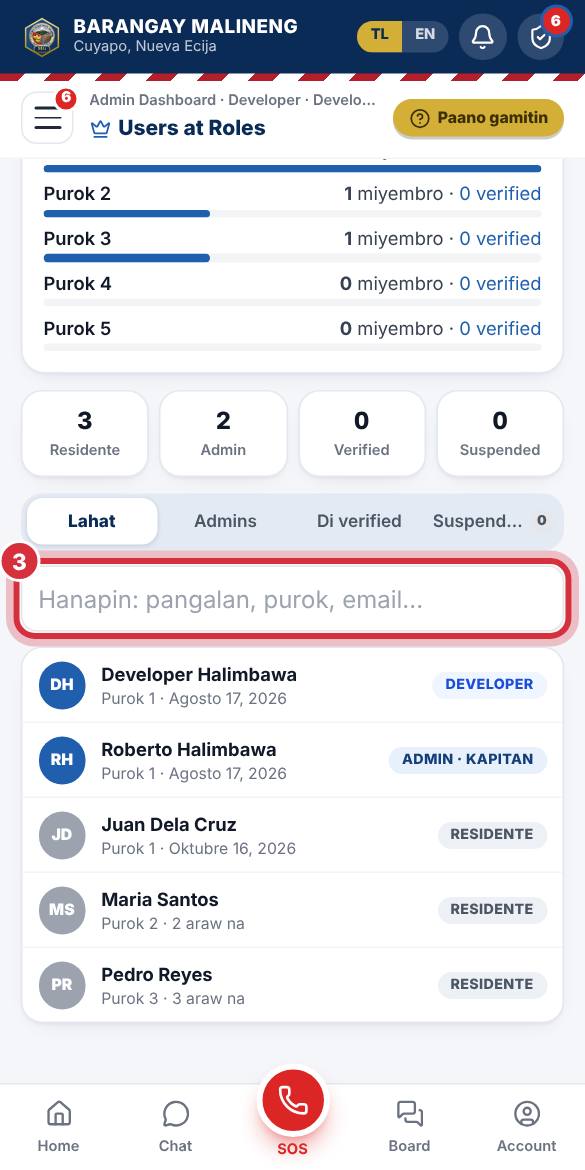 BARANGAY MALINENG
Cuyapo, Nueva Ecija
TL EN
6
6
Admin Dashboard · Developer · Develo...
Users at Roles
Paano gamitin
Purok 2 1 miyembro · 0 verified
Purok 3 1 miyembro · 0 verified
Purok 4 0 miyembro · 0 verified
Purok 5 0 miyembro · 0 verified
3 2 0 0
Residente Admin Verified Suspended
Lahat Admins Di verified Suspend... 0
3
Hanapin: pangalan, purok, email...
DH Developer Halimbawa DEVELOPER
Purok 1 · Agosto 17, 2026
RH Roberto Halimbawa ADMIN · KAPITAN
Purok 1 · Agosto 17, 2026
JD Juan Dela Cruz RESIDENTE
Purok 1 · Oktubre 16, 2026
MS Maria Santos RESIDENTE
Purok 2 · 2 araw na
PR Pedro Reyes RESIDENTE
Purok 3 · 3 araw na
Home Chat SOS Board Account